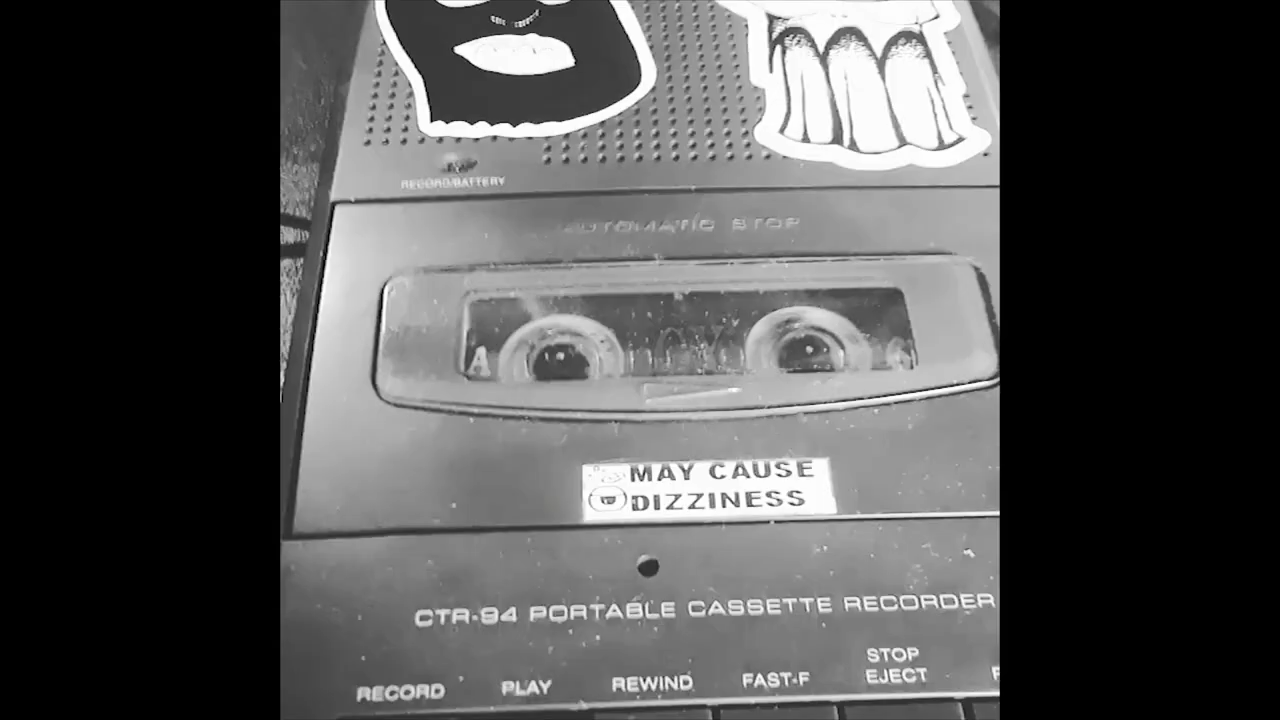 RECORD/BATTERY
AUTOMATIC STOP
A
MAY CAUSE
DIZZINESS
CTR-94 PORTABLE CASSETTE RECORDER
RECORD PLAY REWIND FAST-F STOP EJECT